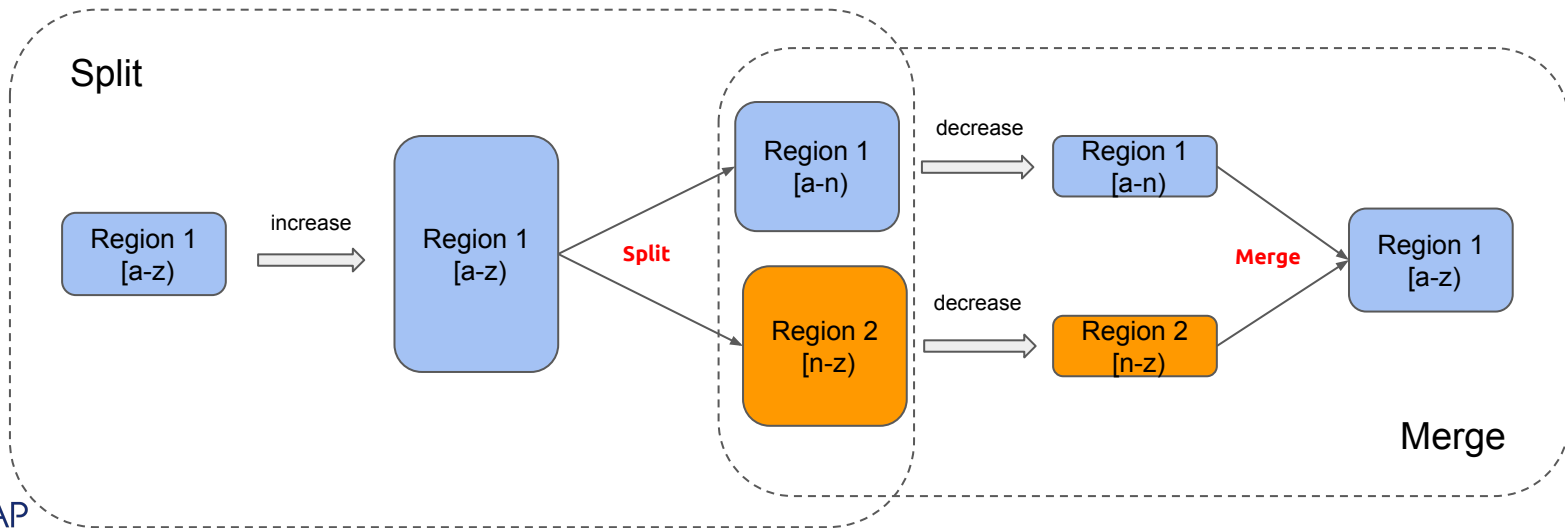 Split
Region 1
[a-z)
increase
Region 1
[a-z)
Split
Region 1
[a-n)
Region 2
[n-z)
decrease
decrease
Region 1
[a-n)
Region 2
[n-z)
Merge
Region 1
[a-z)
Merge
AP